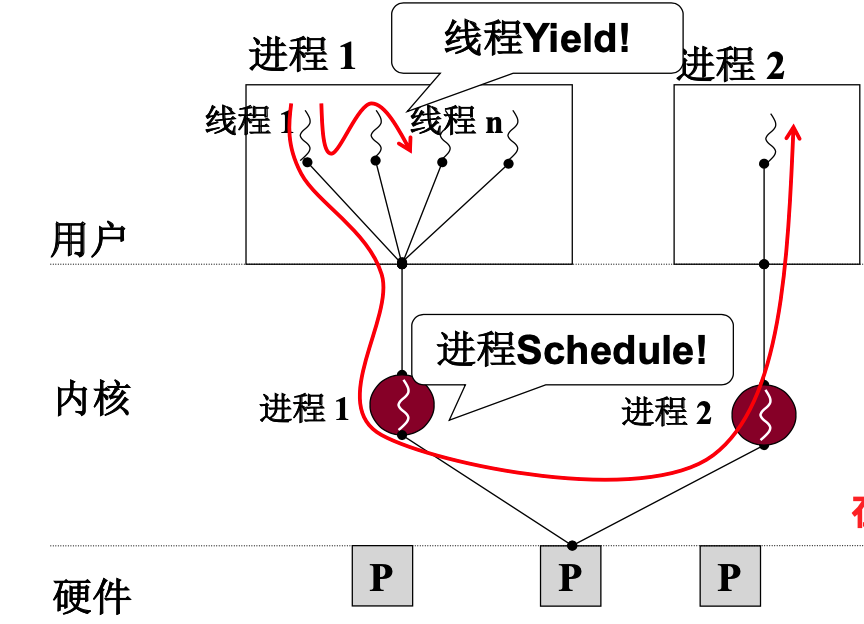 线程Yield!
进程 1
进程 2
线程 1
线程 n
用户
进程Schedule!
内核
进程 1
进程 2
P
P
P
硬件